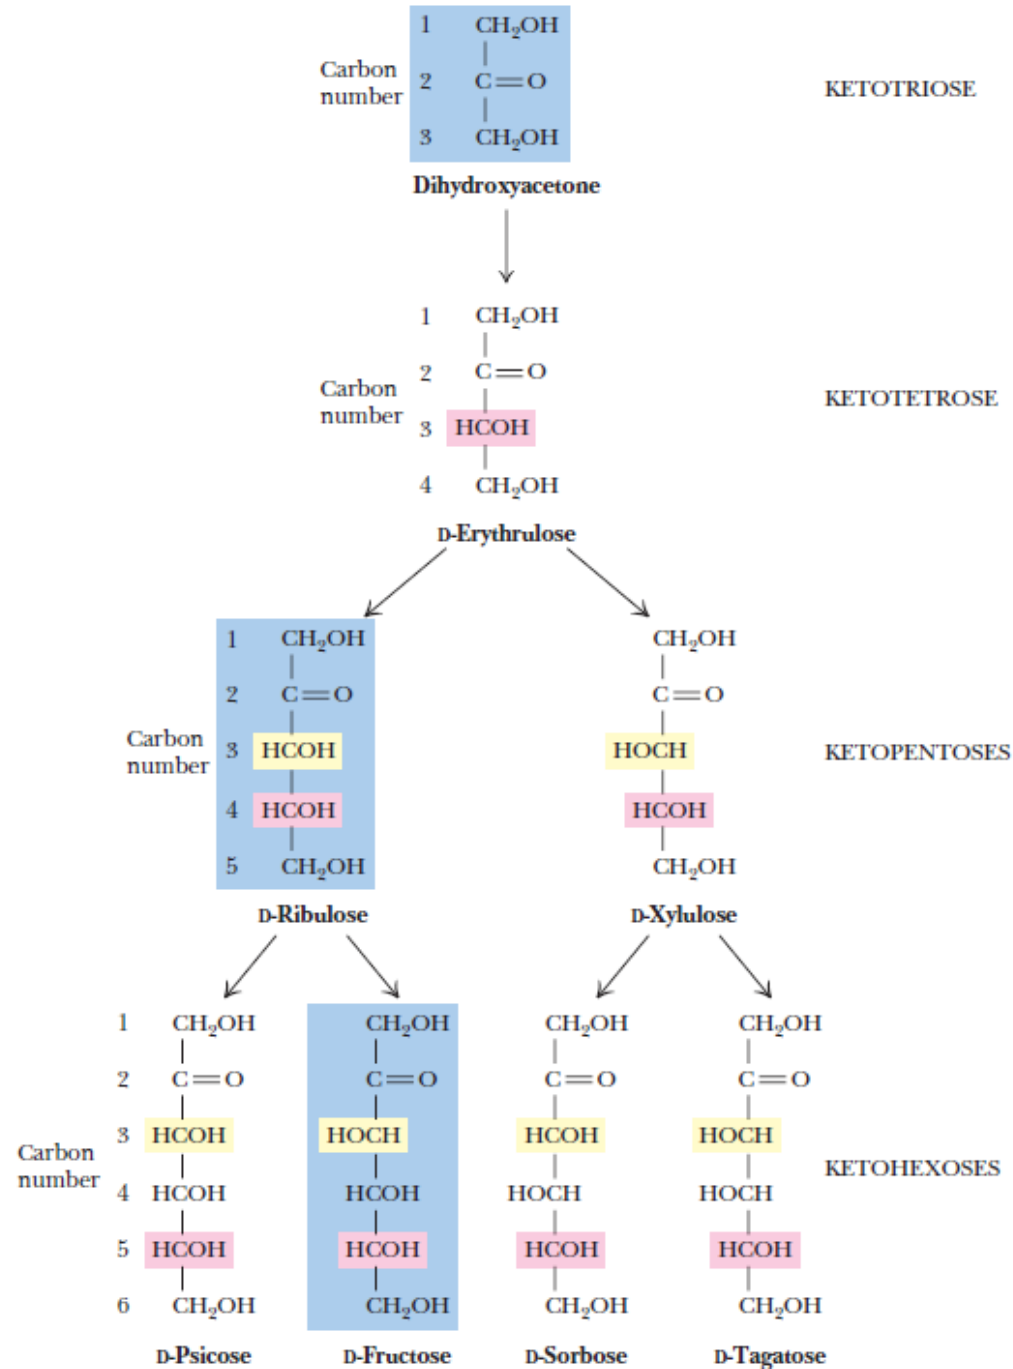 1 CH₂OH
Carbon number
2 C=O
KETOTRIOSE
3 CH₂OH
Dihydroxyacetone
1 CH₂OH
2 C=O
Carbon number
KETOTETROSE
3 HCOH
4 CH₂OH
D-Erythrulose
1 CH₂OH CH₂OH
2 C=O C=O
Carbon number
3 HCOH HOCH
KETOPENTOSES
4 HCOH HCOH
5 CH₂OH CH₂OH
D-Ribulose D-Xylulose
1 CH₂OH CH₂OH CH₂OH CH₂OH
2 C=O C=O C=O C=O
3 HCOH HOCH HCOH HOCH
Carbon number
KETOHEXOSES
4 HCOH HCOH HOCH HOCH
5 HCOH HCOH HCOH HCOH
6 CH₂OH CH₂OH CH₂OH CH₂OH
D-Psicose D-Fructose D-Sorbose D-Tagatose